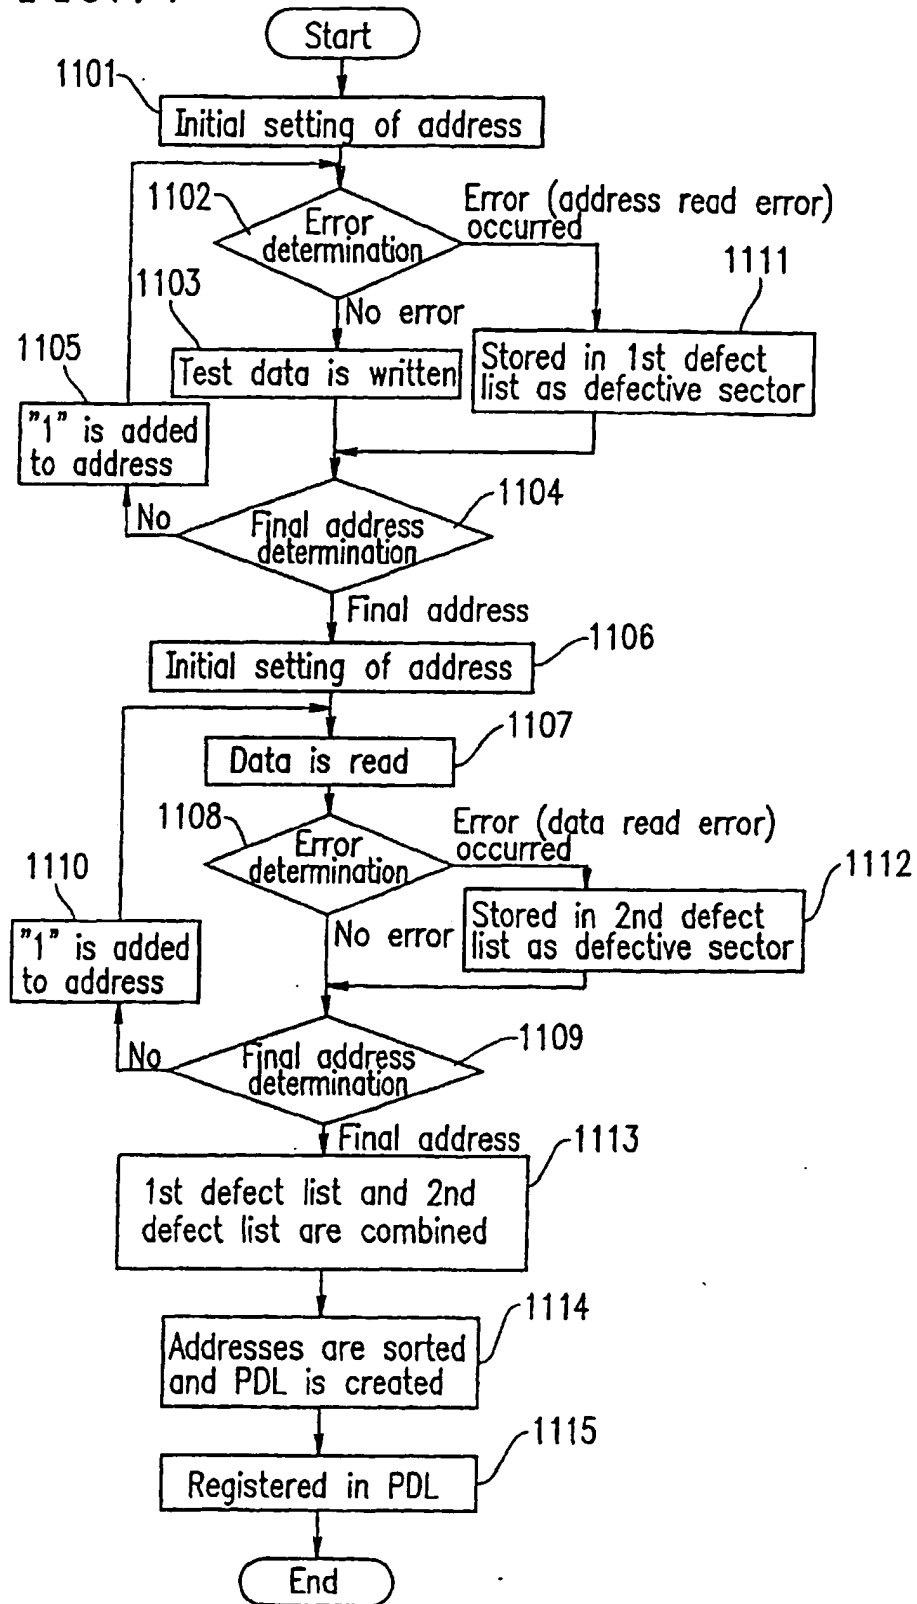 Start
1101
Initial setting of address
1102
Error
determination
Error (address read error)
occurred
1111
1103
No error
Stored in 1st defect
list as defective sector
1105
Test data is written
"1" is added
to address
1104
No
Final address
determination
Final address
1106
Initial setting of address
1107
Data is read
1108
Error
determination
Error (data read error)
occurred
1112
1110
Stored in 2nd defect
list as defective sector
No error
"1" is added
to address
1109
No
Final address
determination
Final address
1113
1st defect list and 2nd
defect list are combined
1114
Addresses are sorted
and PDL is created
1115
Registered in PDL
End